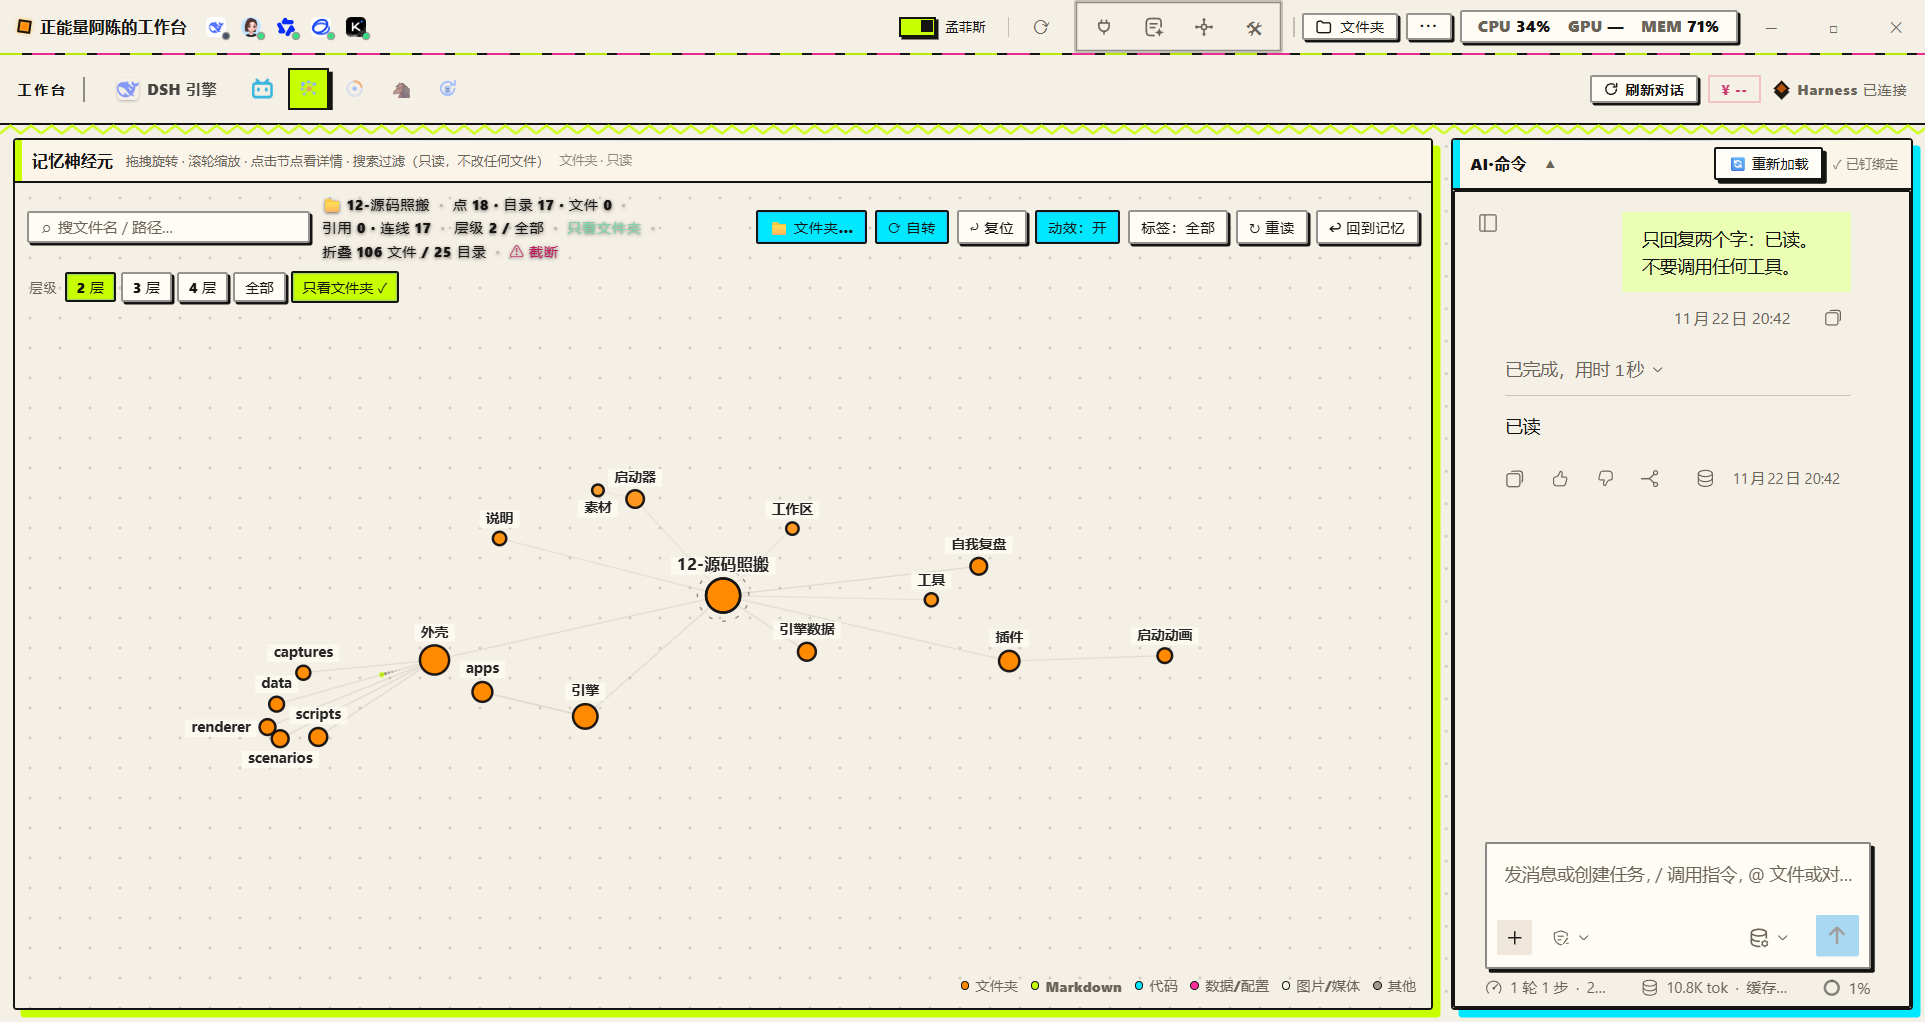 正能量阿陈的工作台
孟菲斯
文件夹
···
CPU 34% GPU — MEM 71%
工作台
DSH 引擎
刷新对话
¥ --
Harness 已连接
记忆神经元 拖拽旋转 · 滚轮缩放 · 点击节点看详情 · 搜索过滤（只读，不改任何文件） 文件夹 · 只读
搜文件名 / 路径...
12-源码照搬 · 点 18 · 目录 17 · 文件 0 ·
引用 0 · 连线 17 · 层级 2 / 全部 · 只看文件夹 ·
折叠 106 文件 / 25 目录 · ⚠ 截断
文件夹...
自转
复位
动效：开
标签：全部
重读
回到记忆
层级
2 层
3 层
4 层
全部
只看文件夹 ✓
启动器
素材
说明
工作区
12-源码照搬
自我复盘
工具
引擎数据
插件
启动动画
外壳
captures
apps
data
引擎
scripts
renderer
scenarios
文件夹
Markdown
代码
数据/配置
图片/媒体
其他
AI·命令 ▲
重新加载
✓ 已钉绑定
只回复两个字：已读。
不要调用任何工具。
11月22日 20:42
已完成，用时 1秒
已读
11月22日 20:42
发消息或创建任务, / 调用指令, @ 文件或对...
1 轮 1 步 · 2...
10.8K tok · 缓存...
1%